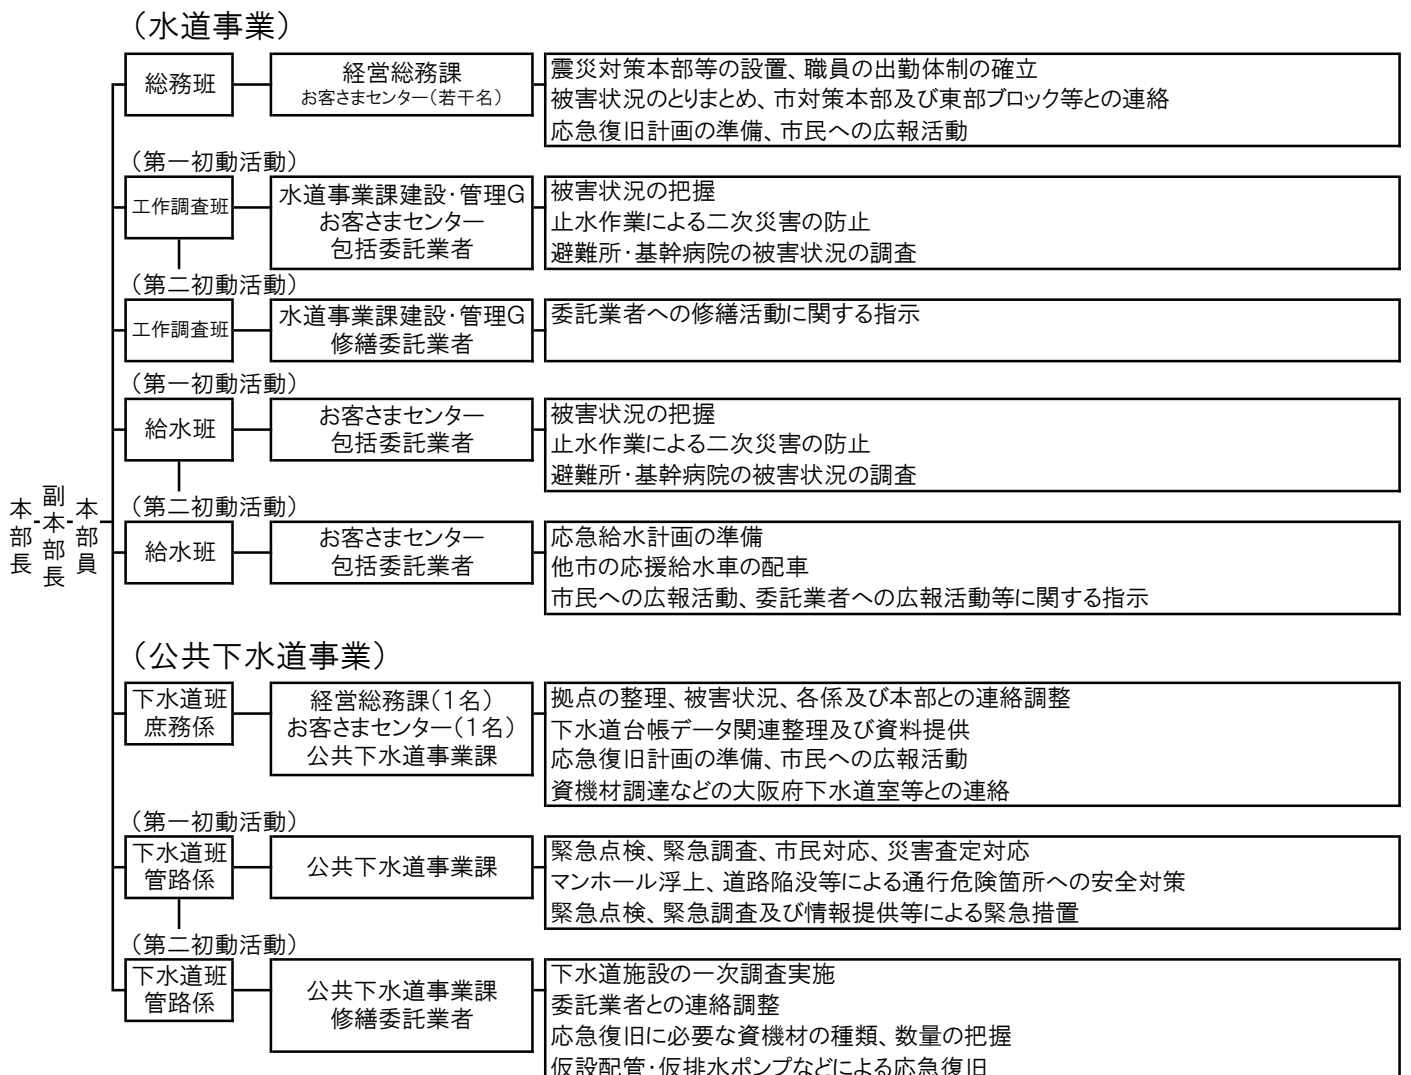 （水道事業）
総務班
経営総務課
お客さまセンター（若干名）
震災対策本部等の設置、職員の出勤体制の確立
被害状況のとりまとめ、市対策本部及び東部ブロック等との連絡
応急復旧計画の準備、市民への広報活動
（第一初動活動）
工作調査班
水道事業課建設・管理G
お客さまセンター
包括委託業者
被害状況の把握
止水作業による二次災害の防止
避難所・基幹病院の被害状況の調査
（第二初動活動）
工作調査班
水道事業課建設・管理G
修繕委託業者
委託業者への修繕活動に関する指示
（第一初動活動）
給水班
お客さまセンター
包括委託業者
被害状況の把握
止水作業による二次災害の防止
避難所・基幹病院の被害状況の調査
本部長
副本部長
本部員
（第二初動活動）
給水班
お客さまセンター
包括委託業者
応急給水計画の準備
他市の応援給水車の配車
市民への広報活動、委託業者への広報活動等に関する指示
（公共下水道事業）
下水道班
庶務係
経営総務課（１名）
お客さまセンター（１名）
公共下水道事業課
拠点の整理、被害状況、各係及び本部との連絡調整
下水道台帳データ関連整理及び資料提供
応急復旧計画の準備、市民への広報活動
資機材調達などの大阪府下水道室等との連絡
（第一初動活動）
下水道班
管路係
公共下水道事業課
緊急点検、緊急調査、市民対応、災害査定対応
マンホール浮上、道路陥没等による通行危険箇所への安全対策
緊急点検、緊急調査及び情報提供等による緊急措置
（第二初動活動）
下水道班
管路係
公共下水道事業課
修繕委託業者
下水道施設の一次調査実施
委託業者との連絡調整
応急復旧に必要な資機材の種類、数量の把握
仮設配管・仮排水ポンプなどによる応急復旧